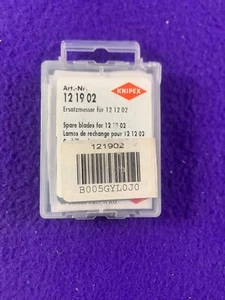 Art.-Nr.
12 19 02
KNIPEX
Ersatzmesser für 12 12 02
Spare blades for 12 12 02
Lames de rechange pour 12 12 02
121902
B005GYL0J0